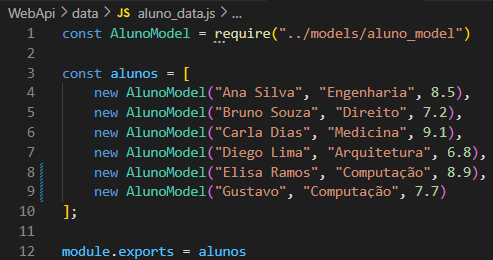 WebApi > data > JS aluno_data.js > ...
1 const AlunoModel = require("../models/aluno_model")
2
3 const alunos = [
4 new AlunoModel("Ana Silva", "Engenharia", 8.5),
5 new AlunoModel("Bruno Souza", "Direito", 7.2),
6 new AlunoModel("Carla Dias", "Medicina", 9.1),
7 new AlunoModel("Diego Lima", "Arquitetura", 6.8),
8 new AlunoModel("Elisa Ramos", "Computação", 8.9),
9 new AlunoModel("Gustavo", "Computação", 7.7)
10 ];
11
12 module.exports = alunos